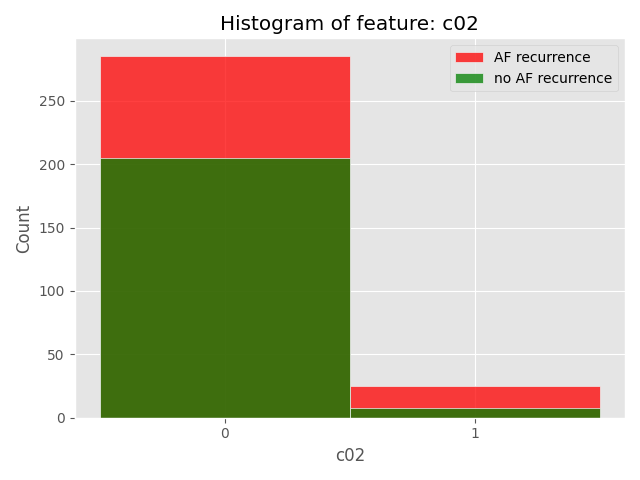 Histogram of feature: c02
AF recurrence
no AF recurrence
250
200
150
100
50
0
Count
0 1
c02